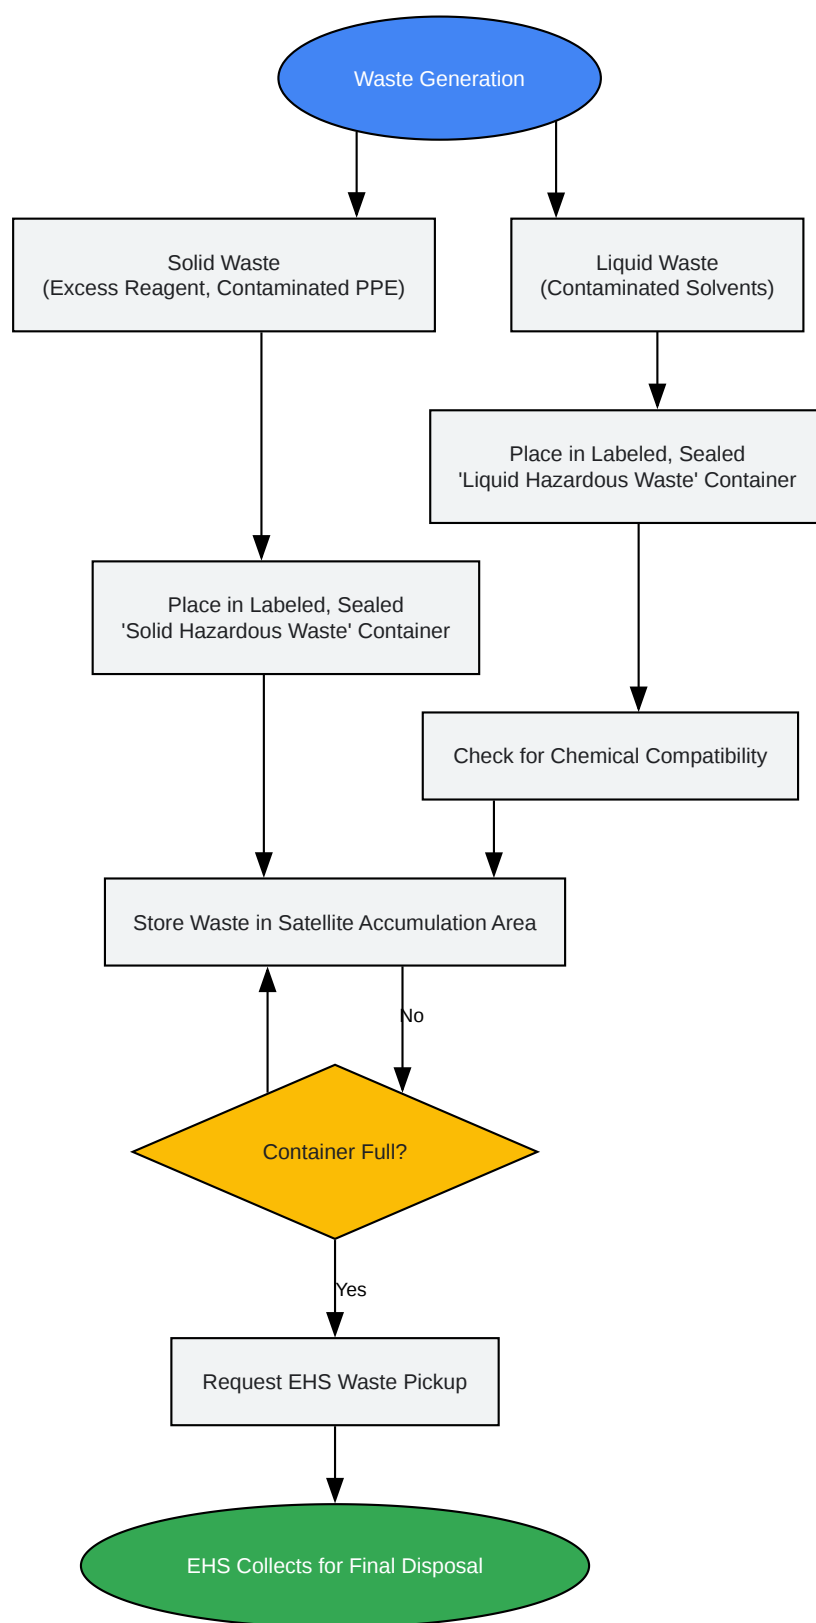 Waste Generation
Solid Waste
(Excess Reagent, Contaminated PPE)
Liquid Waste
(Contaminated Solvents)
Place in Labeled, Sealed
'Liquid Hazardous Waste' Container
Place in Labeled, Sealed
'Solid Hazardous Waste' Container
Check for Chemical Compatibility
Store Waste in Satellite Accumulation Area
No
Container Full?
Yes
Request EHS Waste Pickup
EHS Collects for Final Disposal